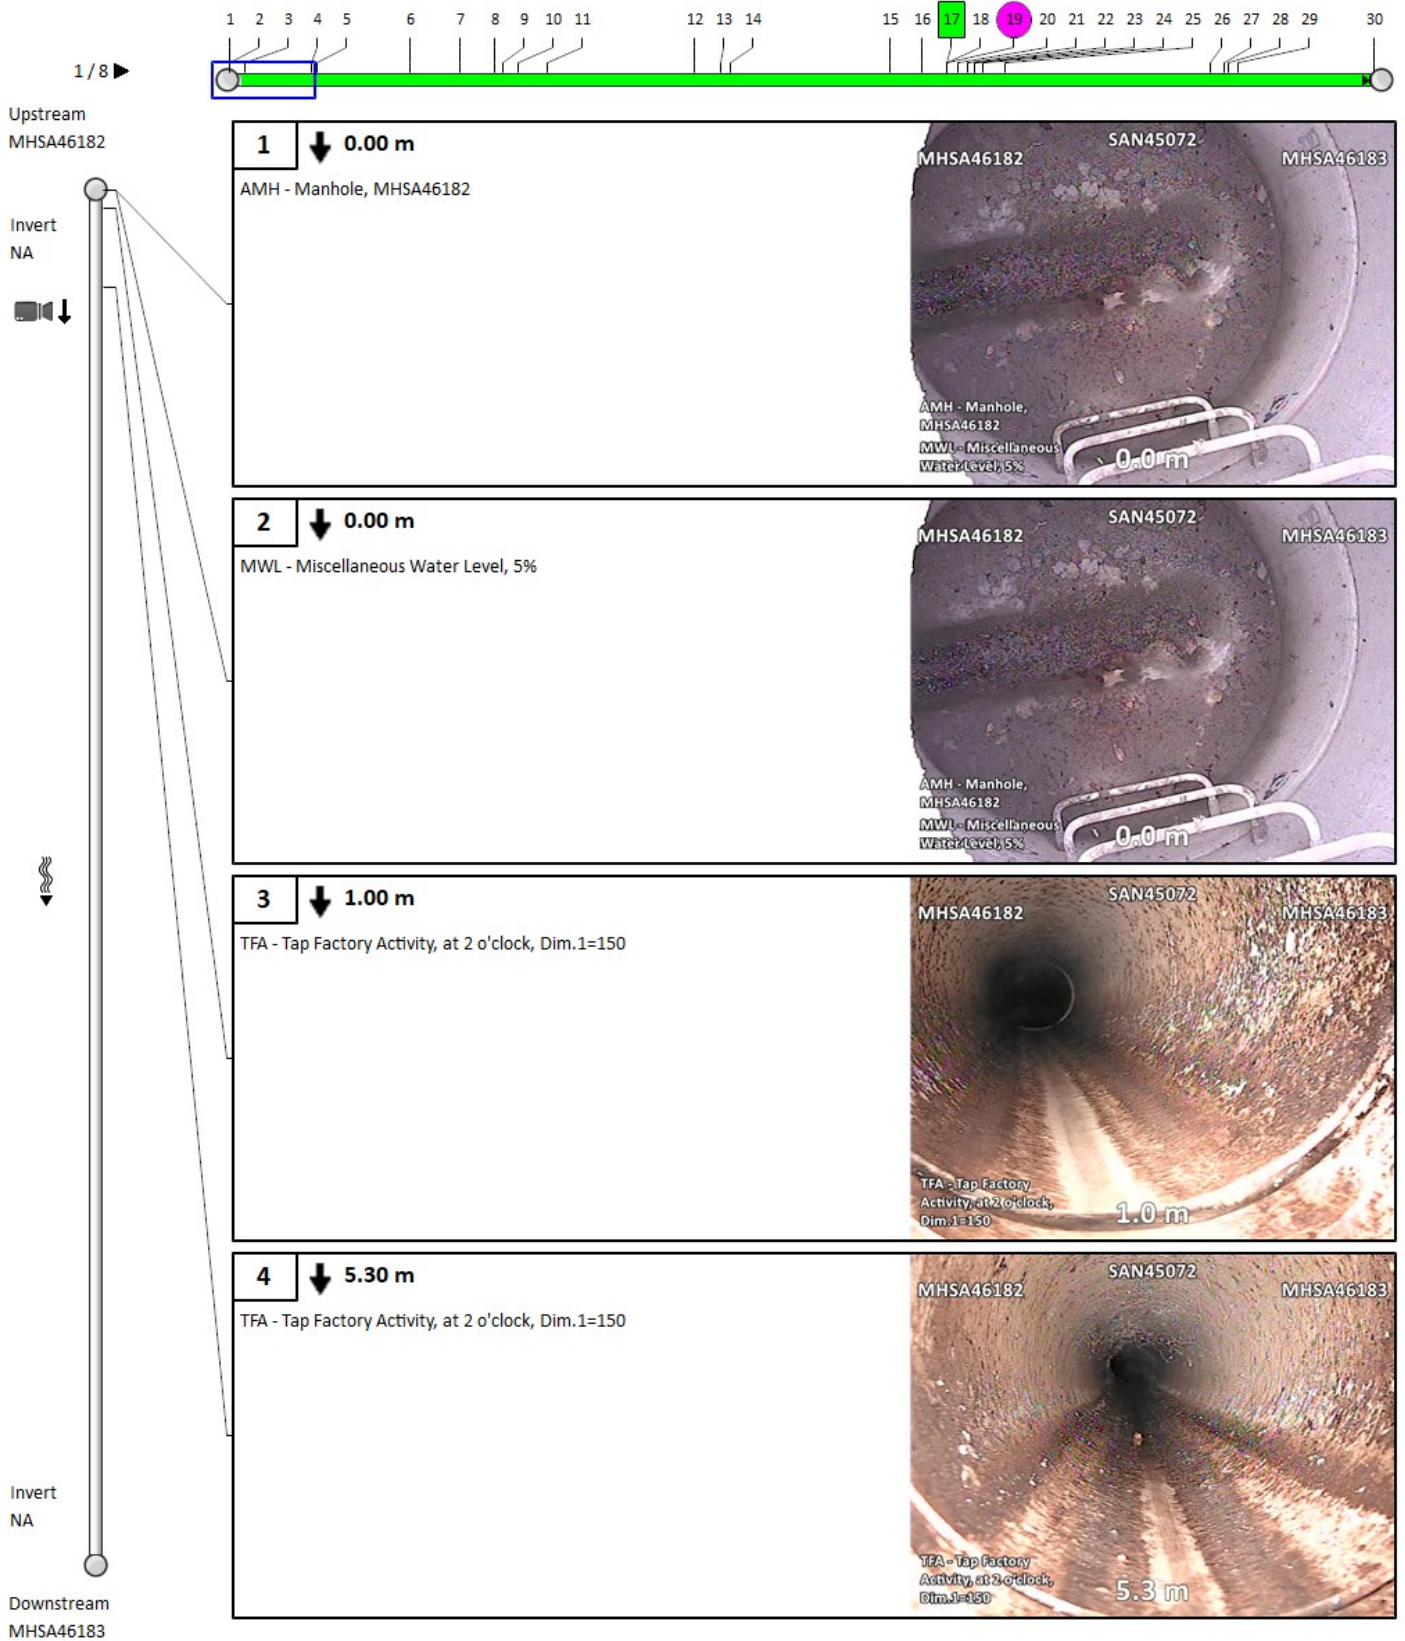 1 2 3 4 5 6 7 8 9 10 11 12 13 14 15 16 17 18 19 20 21 22 23 24 25 26 27 28 29 30
1 / 8
Upstream
MHSA46182
Invert
NA
1 0.00 m
AMH - Manhole, MHSA46182
SAN45072
MHSA46182 MHSA46183
AMH - Manhole,
MHSA46182
MWL - Miscellaneous
Water Level, 5%
0.0 m
2 0.00 m
MWL - Miscellaneous Water Level, 5%
SAN45072
MHSA46182 MHSA46183
AMH - Manhole,
MHSA46182
MWL - Miscellaneous
Water Level, 5%
0.0 m
3 1.00 m
TFA - Tap Factory Activity, at 2 o'clock, Dim.1=150
SAN45072
MHSA46182 MHSA46183
TFA - Tap Factory
Activity, at 2 o'clock,
Dim.1=150
1.0 m
4 5.30 m
TFA - Tap Factory Activity, at 2 o'clock, Dim.1=150
SAN45072
MHSA46182 MHSA46183
TFA - Tap Factory
Activity, at 2 o'clock,
Dim.1=150
5.3 m
Invert
NA
Downstream
MHSA46183